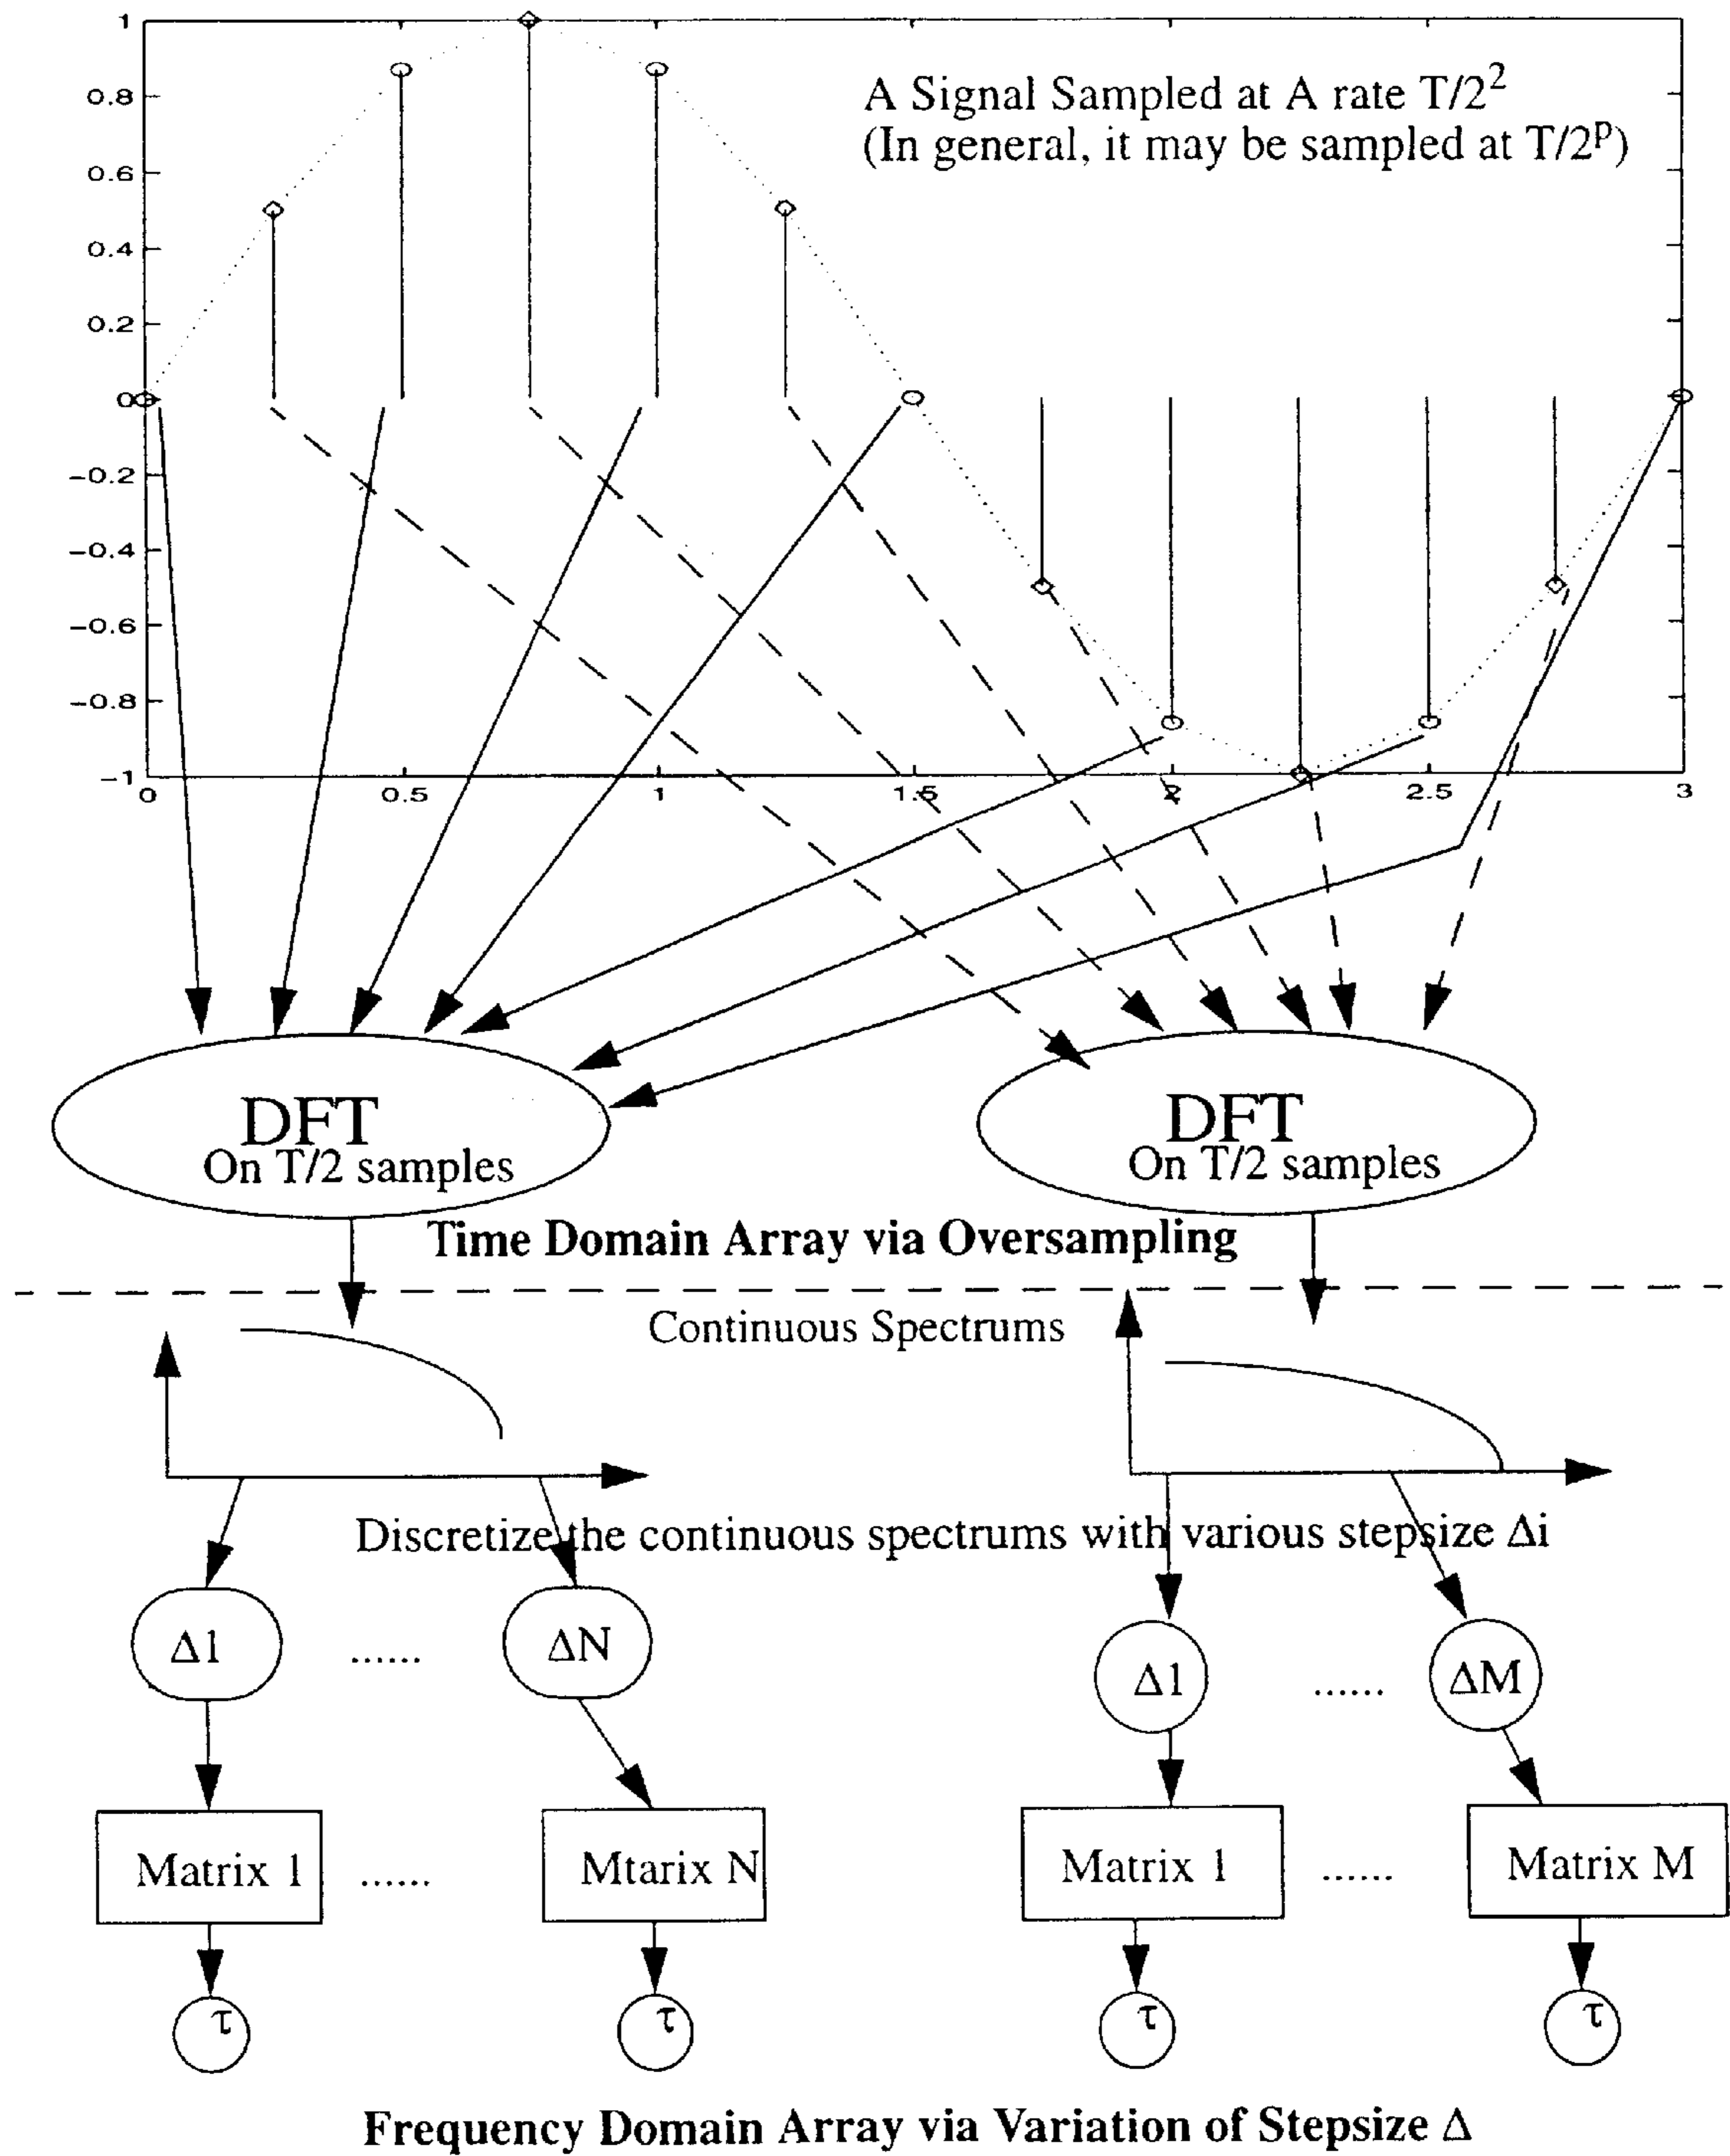 1
0.8
0.6
0.4
0.2
0
−0.2
−0.4
−0.6
−0.8
−1
A Signal Sampled at A rate T/2²
(In general, it may be sampled at T/2ᵖ)
0 0.5 1 1.5 2 2.5 3
DFT
On T/2 samples
DFT
On T/2 samples
Time Domain Array via Oversampling
Continuous Spectrums
Discretize the continuous spectrums with various stepsize Δi
Δ1 ...... ΔN
Δ1 ...... ΔM
Matrix 1 ...... Mtarix N
Matrix 1 ...... Matrix M
τ τ τ τ
Frequency Domain Array via Variation of Stepsize Δ